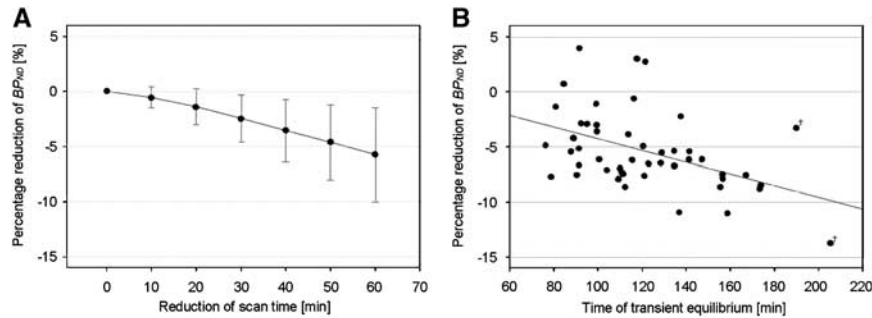 A
Percentage reduction of BP_ND [%]
5
0
-5
-10
-15
0 10 20 30 40 50 60 70
Reduction of scan time [min]
B
Percentage reduction of BP_ND [%]
5
0
-5
-10
-15
†
†
60 80 100 120 140 160 180 200 220
Time of transient equilibrium [min]